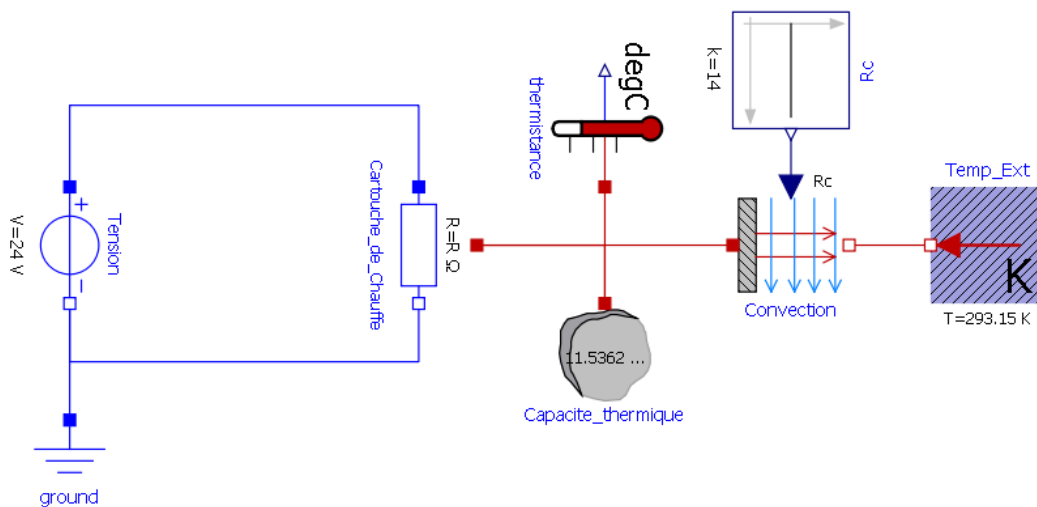 Tension
V=24 V
+
−
ground
Cartouche_de_Chauffe
R=R Ω
thermistance
degC
11.5362 ...
Capacite_thermique
k=14
Rc
Rc
Convection
Temp_Ext
K
T=293.15 K